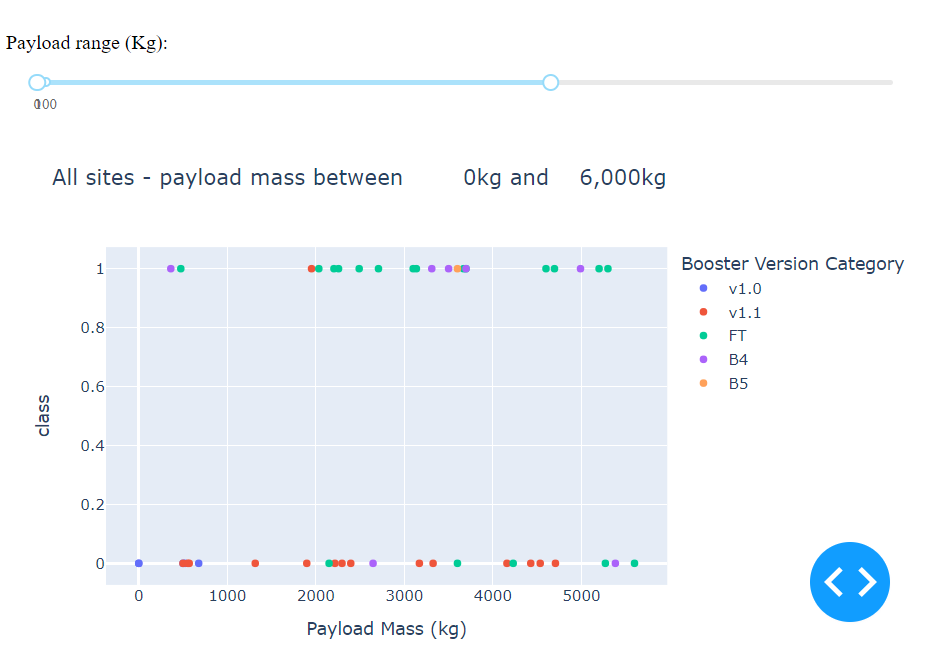 Payload range (Kg):
0 100
All sites - payload mass between 0kg and 6,000kg
Booster Version Category
v1.0
v1.1
FT
B4
B5
1
0.8
0.6
0.4
0.2
0
class
0 1000 2000 3000 4000 5000
Payload Mass (kg)